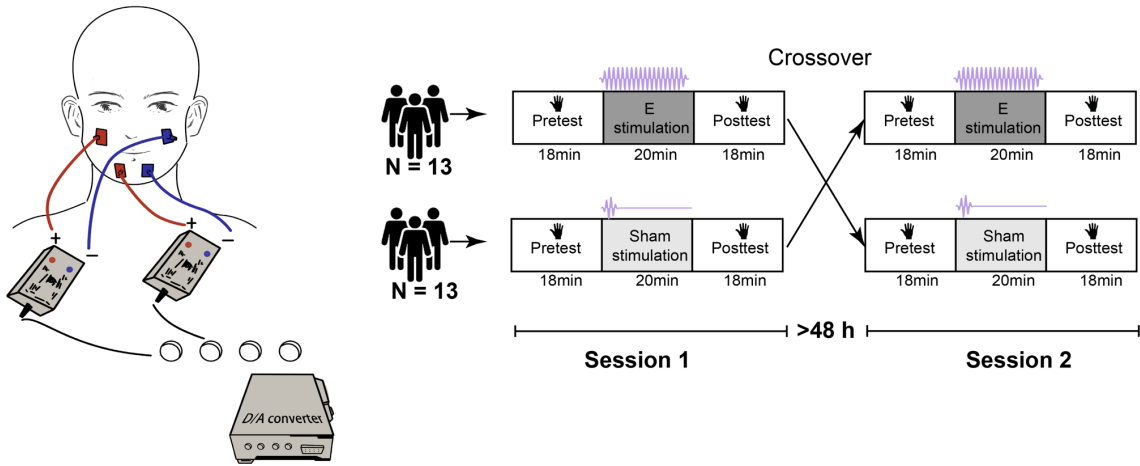 Crossover
E
stimulation
Pretest
Posttest
18min
20min
18min
N = 13
Sham
stimulation
Pretest
Posttest
18min
20min
18min
N = 13
E
stimulation
Pretest
Posttest
18min
20min
18min
Sham
stimulation
Pretest
Posttest
18min
20min
18min
>48 h
Session 1
Session 2
+
−
+
−
D/A converter